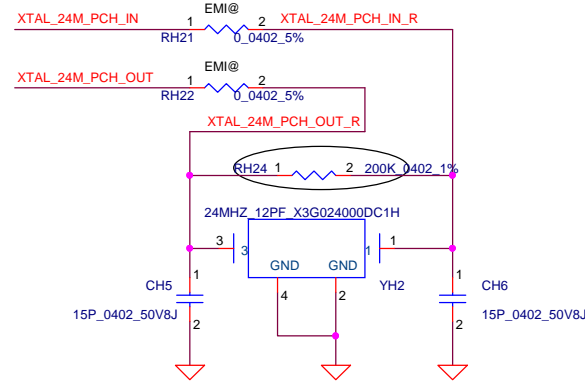 XTAL_24M_PCH_IN
1
EMI@
2
XTAL_24M_PCH_IN_R
RH21
0_0402_5%
XTAL_24M_PCH_OUT
1
EMI@
2
RH22
0_0402_5%
XTAL_24M_PCH_OUT_R
RH24
1
2
200K_0402_1%
24MHZ_12PF_X3G024000DC1H
3
3
1
1
GND
GND
YH2
4
2
CH5
1
15P_0402_50V8J
2
1
CH6
15P_0402_50V8J
2